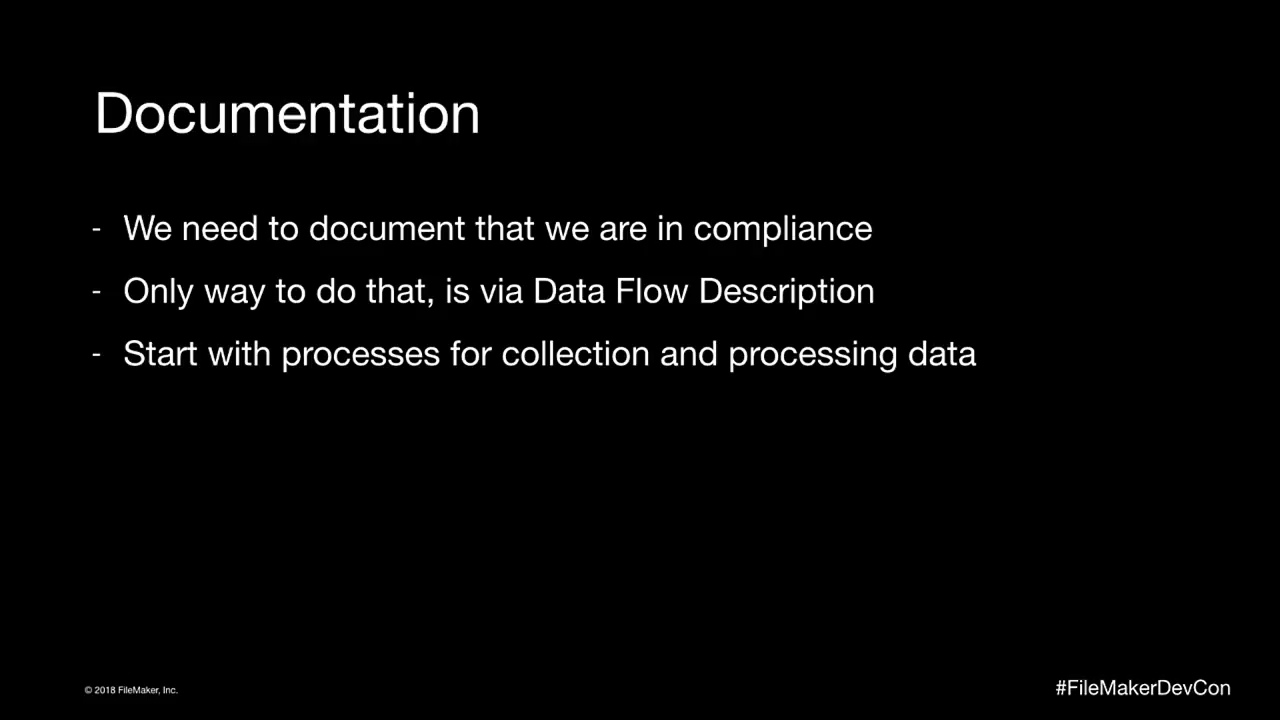 Documentation
- We need to document that we are in compliance
- Only way to do that, is via Data Flow Description
- Start with processes for collection and processing data
© 2018 FileMaker, Inc.
#FileMakerDevCon